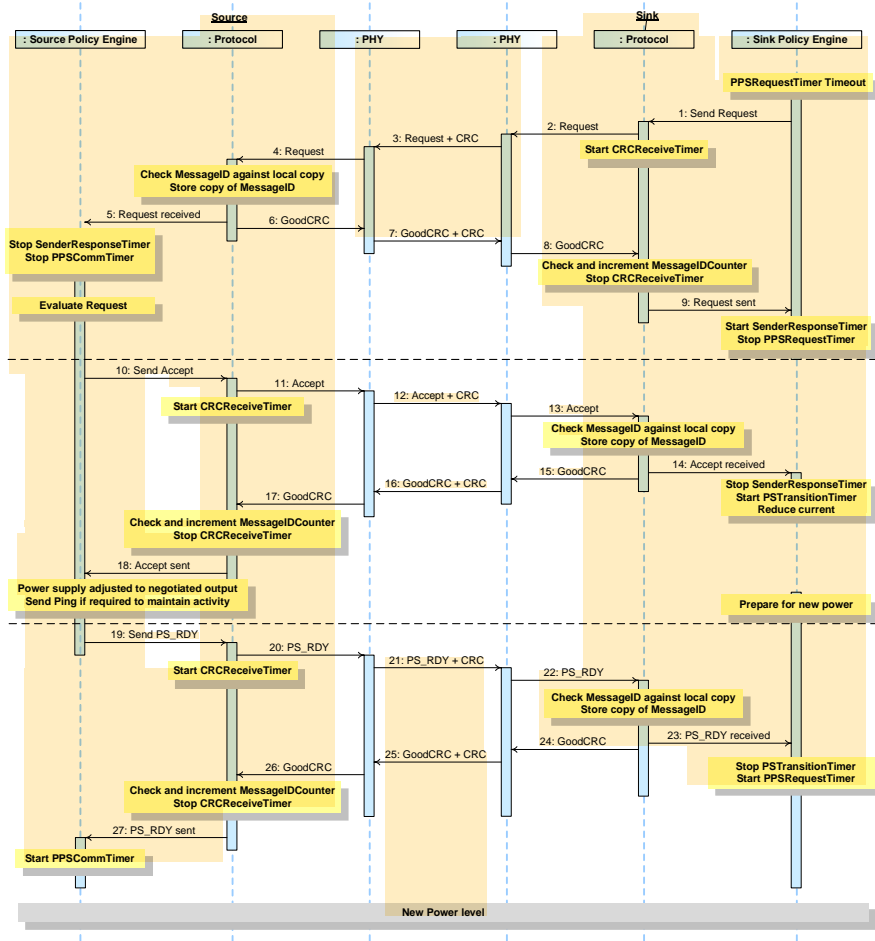 Source
Sink
: Source Policy Engine
: Protocol
: PHY
: PHY
: Protocol
: Sink Policy Engine
PPSRequestTimer Timeout
1: Send Request
2: Request
3: Request + CRC
Start CRCReceiveTimer
4: Request
Check MessageID against local copy
Store copy of MessageID
5: Request received
6: GoodCRC
7: GoodCRC + CRC
8: GoodCRC
Stop SenderResponseTimer
Stop PPSCommTimer
Check and increment MessageIDCounter
Stop CRCReceiveTimer
Evaluate Request
9: Request sent
Start SenderResponseTimer
Stop PPSRequestTimer
10: Send Accept
11: Accept
Start CRCReceiveTimer
12: Accept + CRC
13: Accept
Check MessageID against local copy
Store copy of MessageID
14: Accept received
15: GoodCRC
Stop SenderResponseTimer
Start PSTransitionTimer
Reduce current
16: GoodCRC + CRC
17: GoodCRC
Check and increment MessageIDCounter
Stop CRCReceiveTimer
18: Accept sent
Power supply adjusted to negotiated output
Send Ping if required to maintain activity
Prepare for new power
19: Send PS_RDY
20: PS_RDY
Start CRCReceiveTimer
21: PS_RDY + CRC
22: PS_RDY
Check MessageID against local copy
Store copy of MessageID
23: PS_RDY received
24: GoodCRC
25: GoodCRC + CRC
Stop PSTransitionTimer
Start PPSRequestTimer
26: GoodCRC
Check and increment MessageIDCounter
Stop CRCReceiveTimer
27: PS_RDY sent
Start PPSCommTimer
New Power level